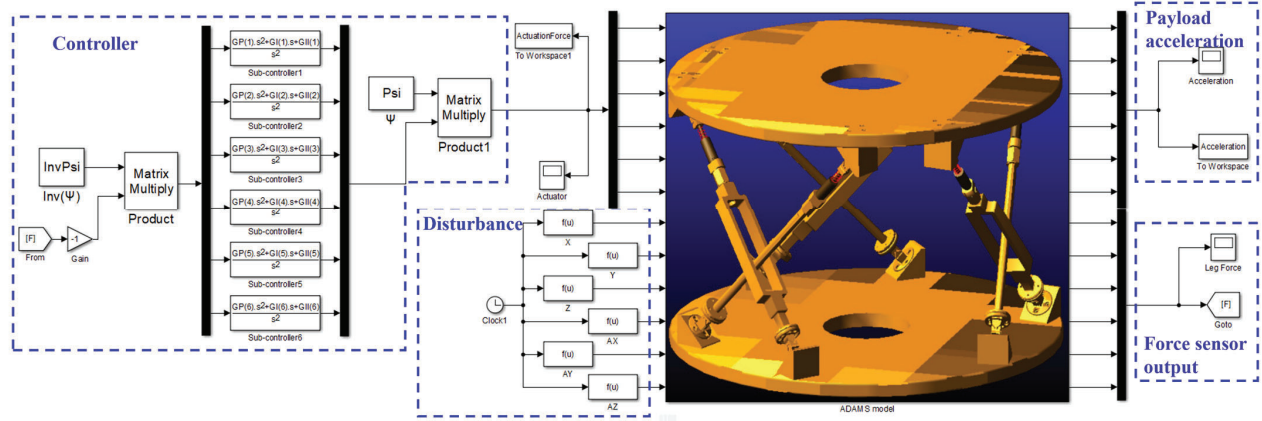 Controller
GP(1).s2+GI(1).s+GII(1)
s2
Sub-controller1
GP(2).s2+GI(2).s+GII(2)
s2
Sub-controller2
GP(3).s2+GI(3).s+GII(3)
s2
Sub-controller3
GP(4).s2+GI(4).s+GII(4)
s2
Sub-controller4
GP(5).s2+GI(5).s+GII(5)
s2
Sub-controller5
GP(6).s2+GI(6).s+GII(6)
s2
Sub-controller6
InvPsi
Inv(Ψ)
[F]
From
-1
Gain
Matrix
Multiply
Product
Psi
Ψ
Matrix
Multiply
Product1
ActuationForce
To Workspace1
Actuator
Disturbance
Clock1
f(u)
X
f(u)
Y
f(u)
Z
f(u)
AX
f(u)
AY
f(u)
AZ
ADAMS model
Payload
acceleration
Acceleration
Acceleration
To Workspace
Leg Force
[F]
Goto
Force sensor
output